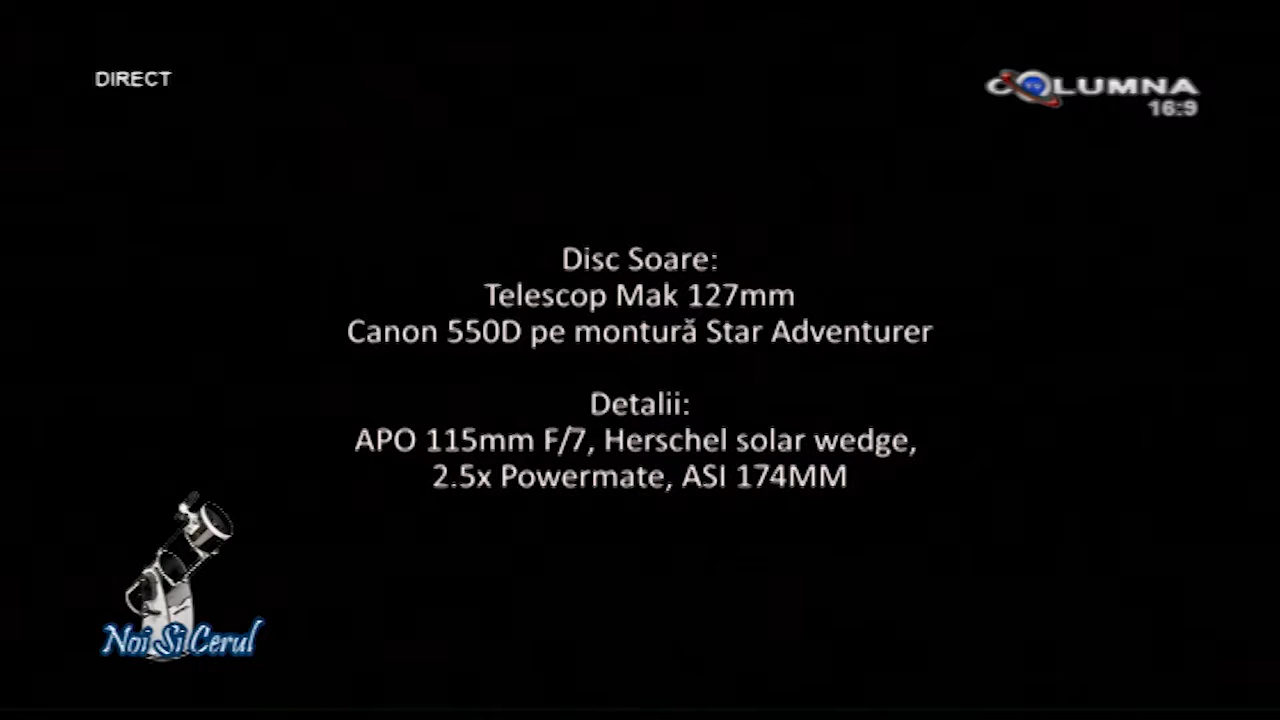 DIRECT
COLUMNA
16:9
Disc Soare:
Telescop Mak 127mm
Canon 550D pe montură Star Adventurer
Detalii:
APO 115mm F/7, Herschel solar wedge,
2.5x Powermate, ASI 174MM
Noi Si Cerul